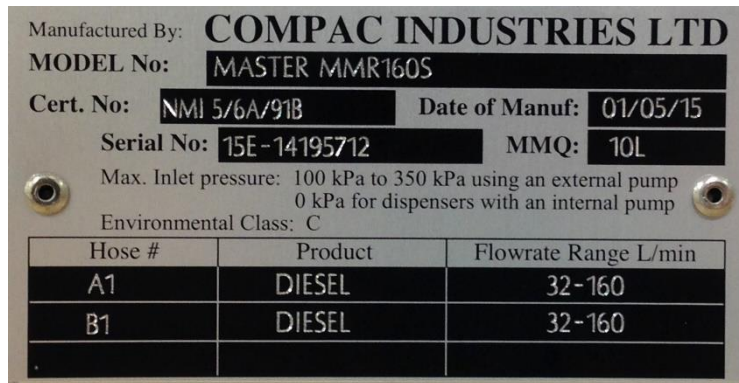 Manufactured By: COMPAC INDUSTRIES LTD
MODEL No: MASTER MMR160S
Cert. No: NMI 5/6A/91B Date of Manuf: 01/05/15
Serial No: 15E-14195712 MMQ: 10L
Max. Inlet pressure: 100 kPa to 350 kPa using an external pump
0 kPa for dispensers with an internal pump
Environmental Class: C
Hose # Product Flowrate Range L/min
A1 DIESEL 32-160
B1 DIESEL 32-160